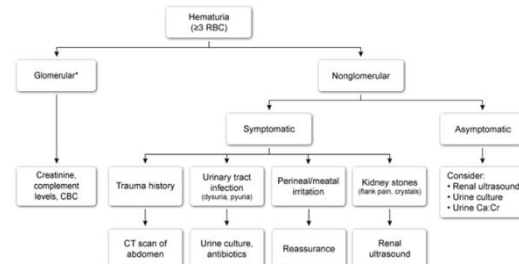 Hematuria
(≥3 RBC)
Glomerular*
Nonglomerular
Symptomatic
Asymptomatic
Creatinine,
complement
levels, CBC
Trauma history
Urinary tract
infection
(dysuria, pyuria)
Perineal/meatal
irritation
Kidney stones
(flank pain, crystals)
Consider:
• Renal ultrasound
• Urine culture
• Urine Ca:Cr
CT scan of
abdomen
Urine culture,
antibiotics
Reassurance
Renal
ultrasound